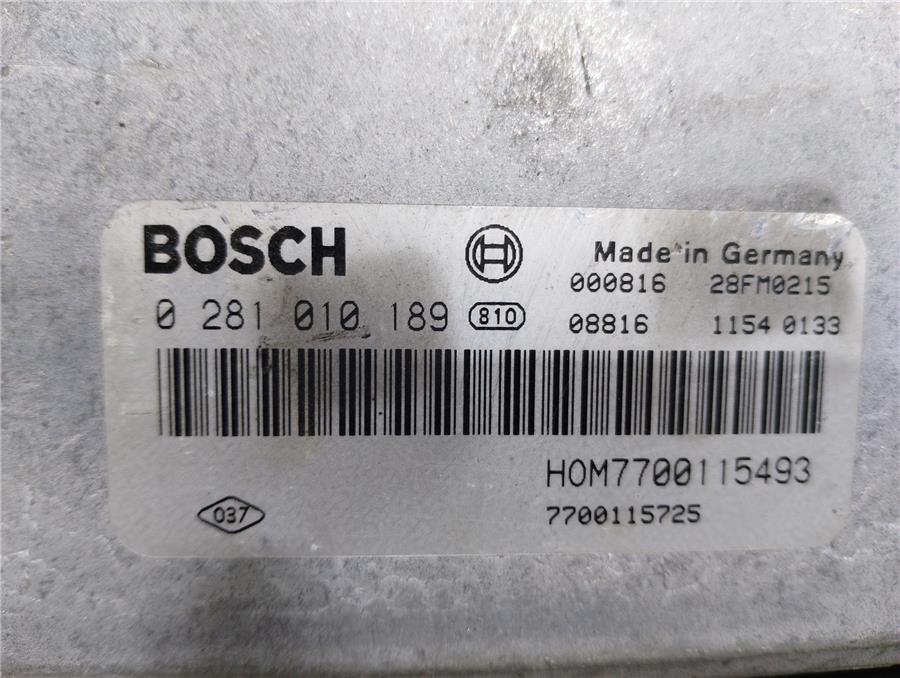 BOSCH
Made in Germany
000816 28FM0215
0 281 010 189 810
08816 1154 0133
HOM7700115493
037
7700115725